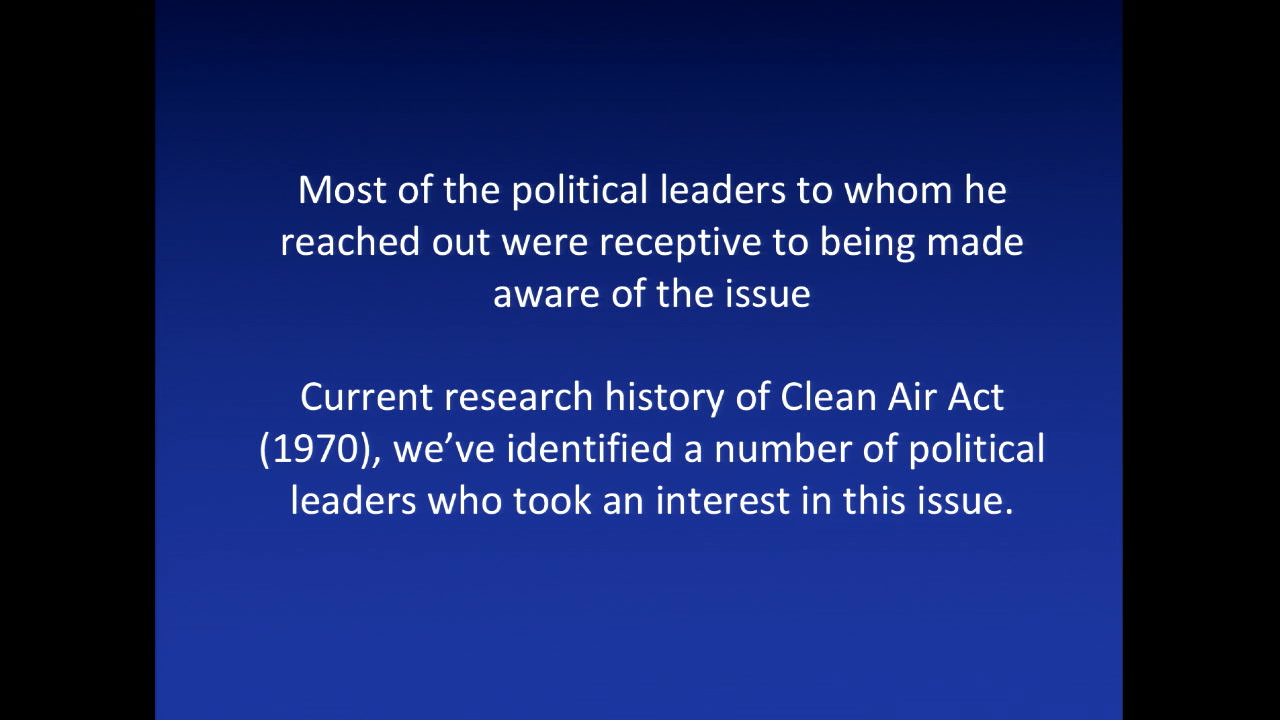 Most of the political leaders to whom he
reached out were receptive to being made
aware of the issue
Current research history of Clean Air Act
(1970), we’ve identified a number of political
leaders who took an interest in this issue.